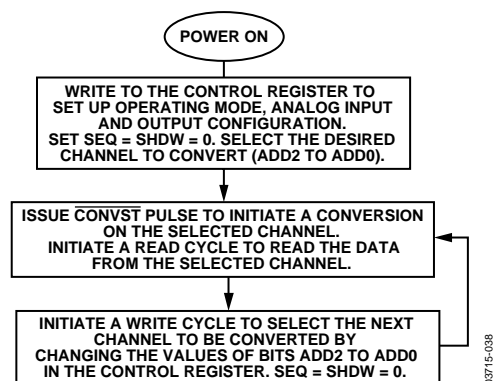 POWER ON
WRITE TO THE CONTROL REGISTER TO
SET UP OPERATING MODE, ANALOG INPUT
AND OUTPUT CONFIGURATION.
SET SEQ = SHDW = 0. SELECT THE DESIRED
CHANNEL TO CONVERT (ADD2 TO ADD0).
ISSUE CONVST PULSE TO INITIATE A CONVERSION
ON THE SELECTED CHANNEL.
INITIATE A READ CYCLE TO READ THE DATA
FROM THE SELECTED CHANNEL.
INITIATE A WRITE CYCLE TO SELECT THE NEXT
CHANNEL TO BE CONVERTED BY
CHANGING THE VALUES OF BITS ADD2 TO ADD0
IN THE CONTROL REGISTER. SEQ = SHDW = 0.
3715-038